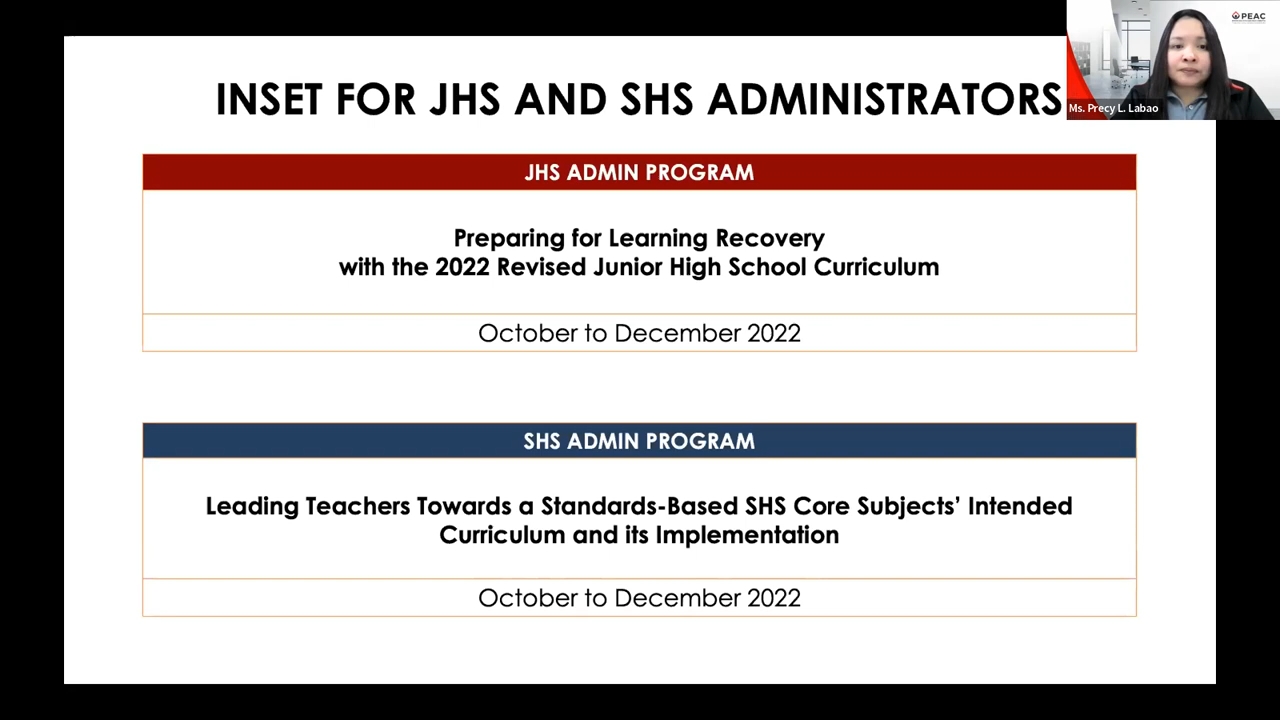 PEAC
Ms. Precy L. Labao
INSET FOR JHS AND SHS ADMINISTRATORS
JHS ADMIN PROGRAM
Preparing for Learning Recovery
with the 2022 Revised Junior High School Curriculum
October to December 2022
SHS ADMIN PROGRAM
Leading Teachers Towards a Standards-Based SHS Core Subjects’ Intended
Curriculum and its Implementation
October to December 2022